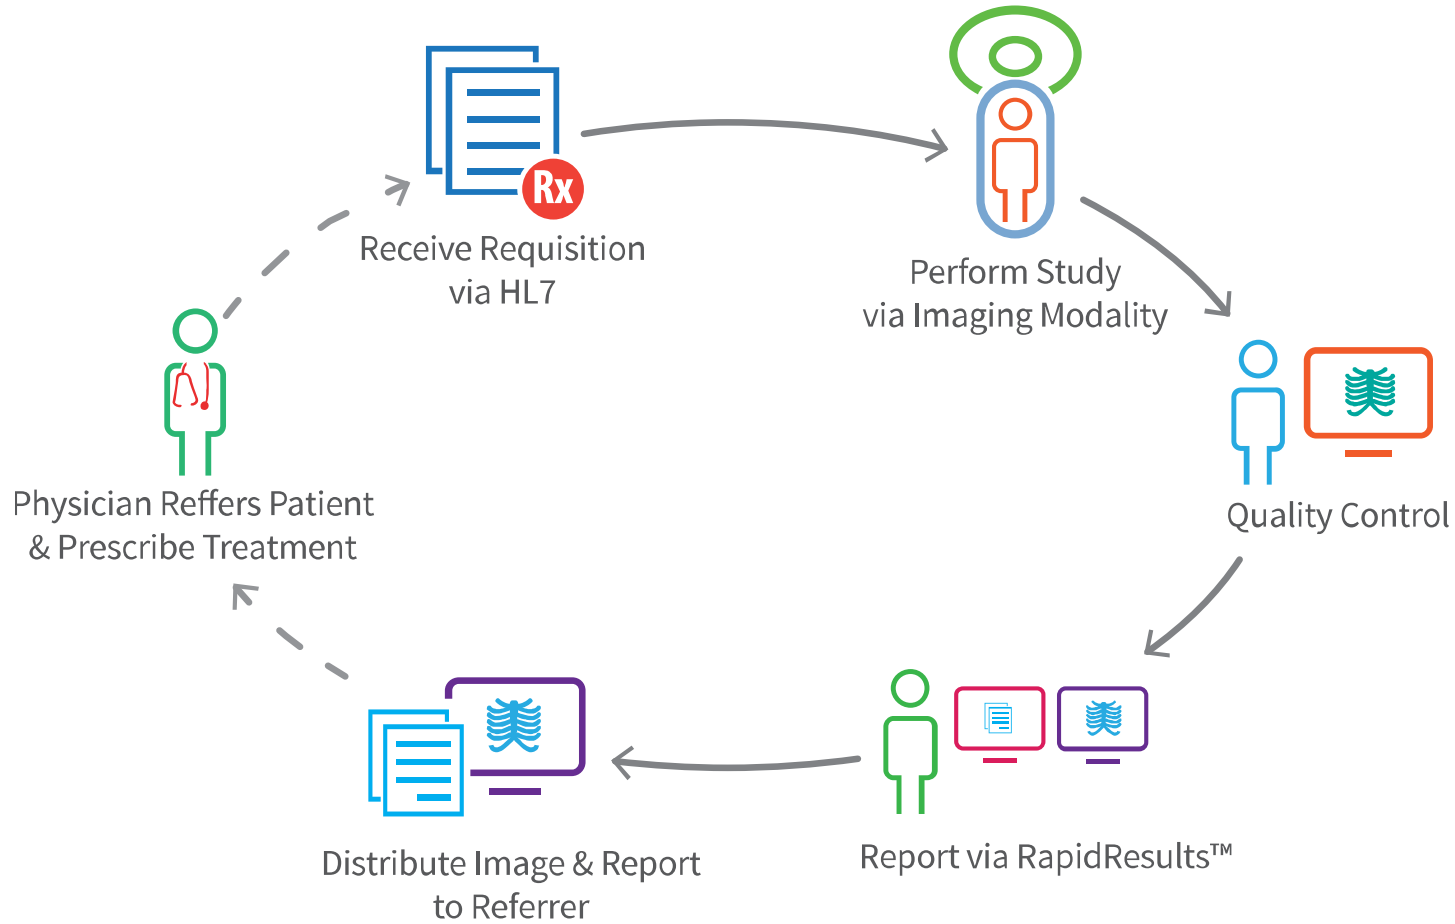 Rx
Receive Requisition
via HL7
Perform Study
via Imaging Modality
Quality Control
Report via RapidResults™
Distribute Image & Report
to Referrer
Physician Reffers Patient
& Prescribe Treatment